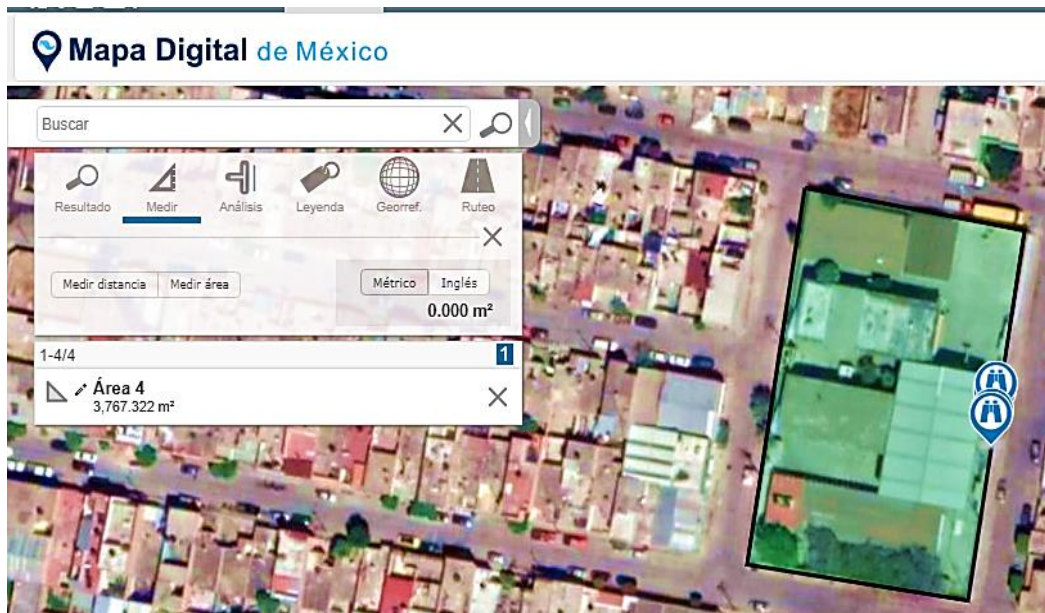 Mapa Digital de México
Buscar
Resultado Medir Análisis Leyenda Georref. Ruteo
Medir distancia Medir área Métrico Inglés
0.000 m²
1-4/4 1
Área 4
3,767.322 m²